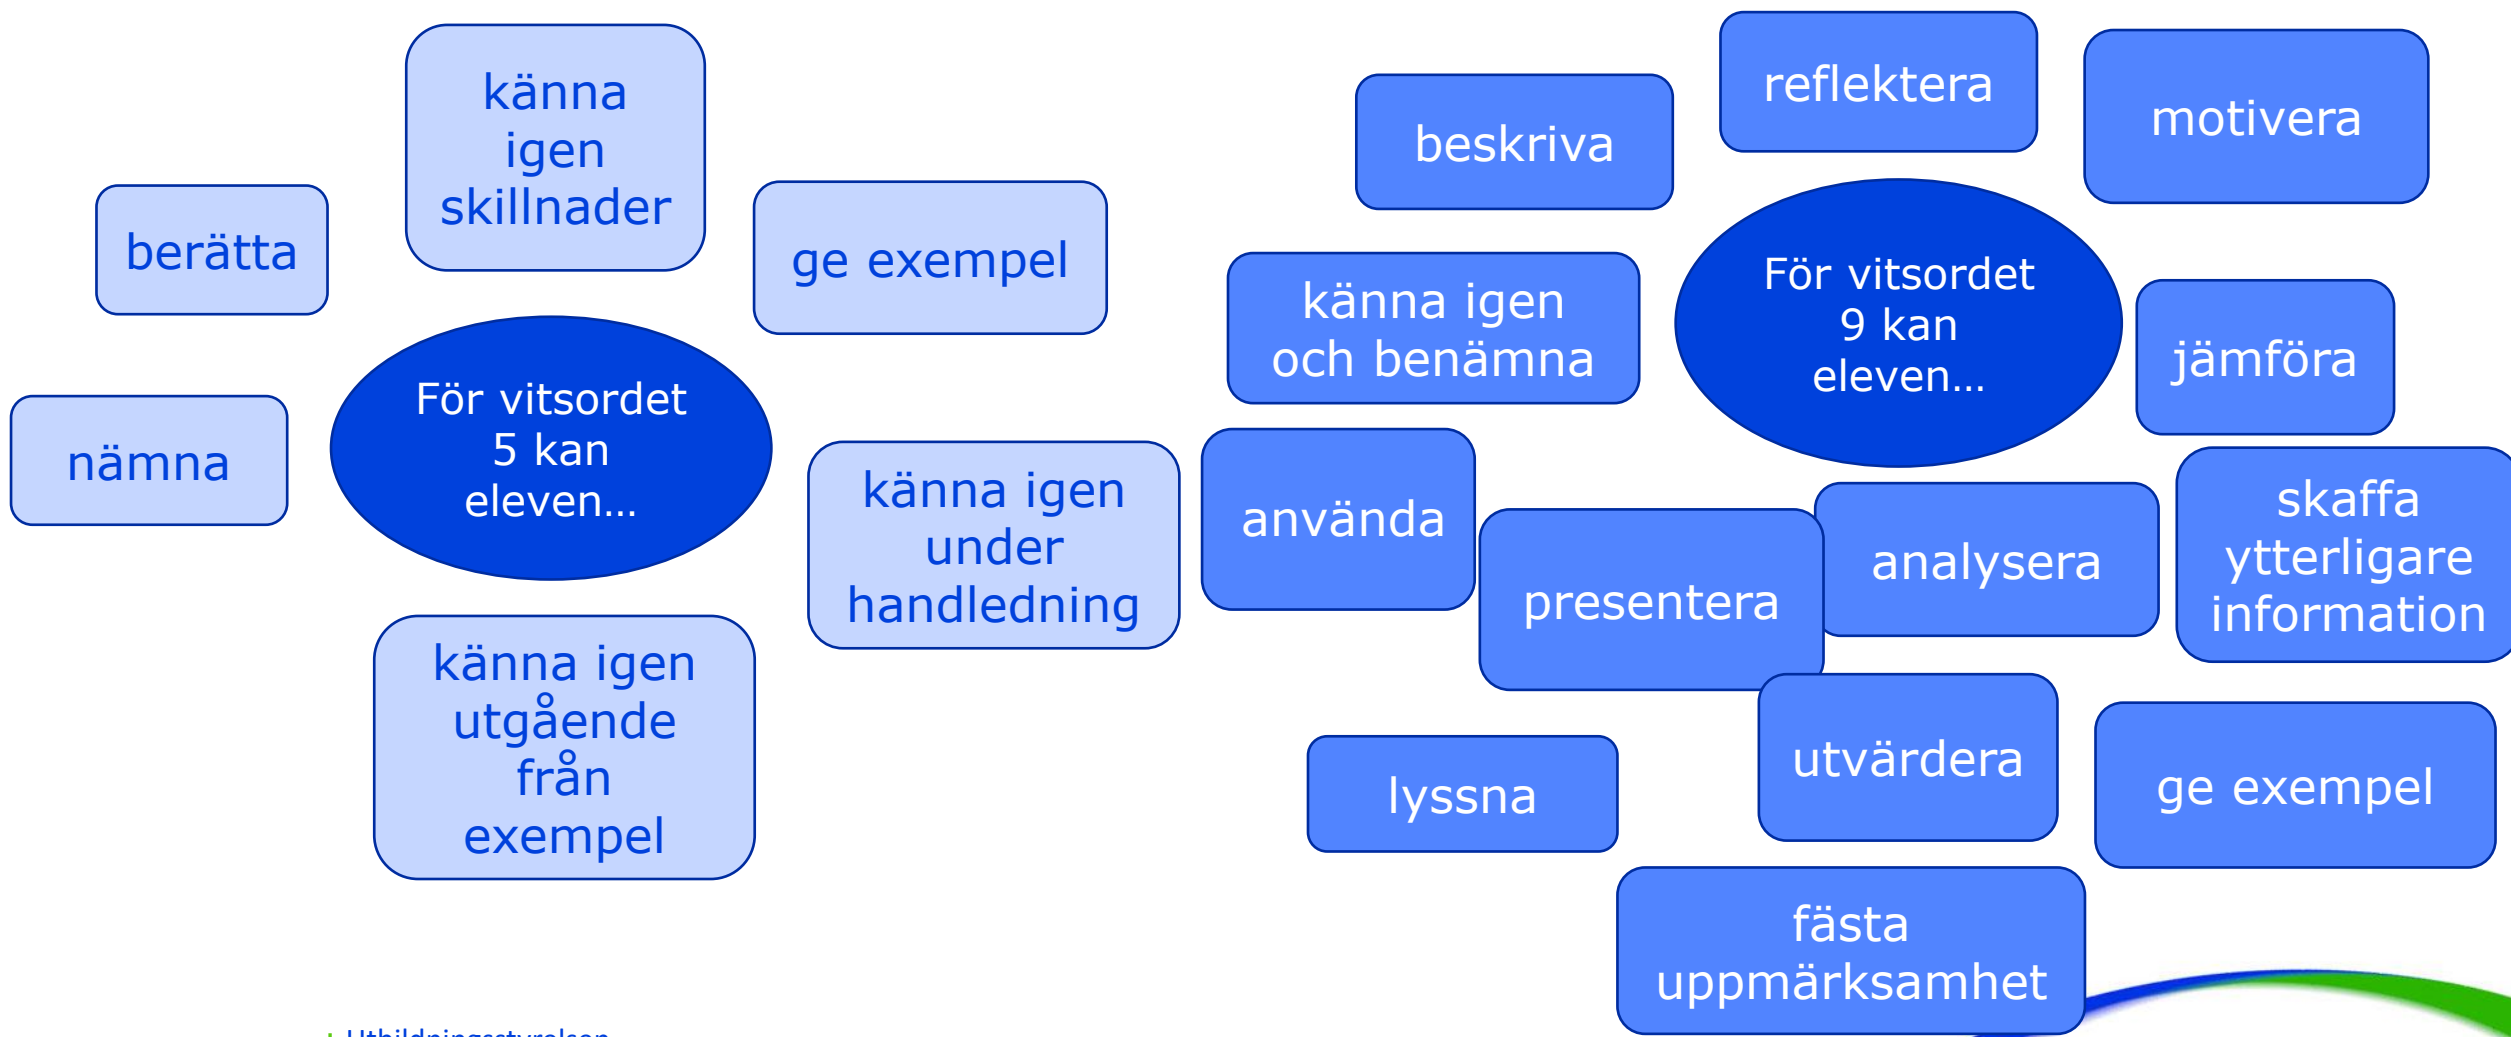 känna
igen
skillnader
berätta
ge exempel
För vitsordet
5 kan
eleven...
nämna
känna igen
under
handledning
känna igen
utgående
från
exempel
reflektera
motivera
beskriva
För vitsordet
9 kan
eleven...
känna igen
och benämna
jämföra
använda
presentera
analysera
skaffa
ytterligare
information
lyssna
utvärdera
ge exempel
fästa
uppmärksamhet
Utbildningsstyrelsen